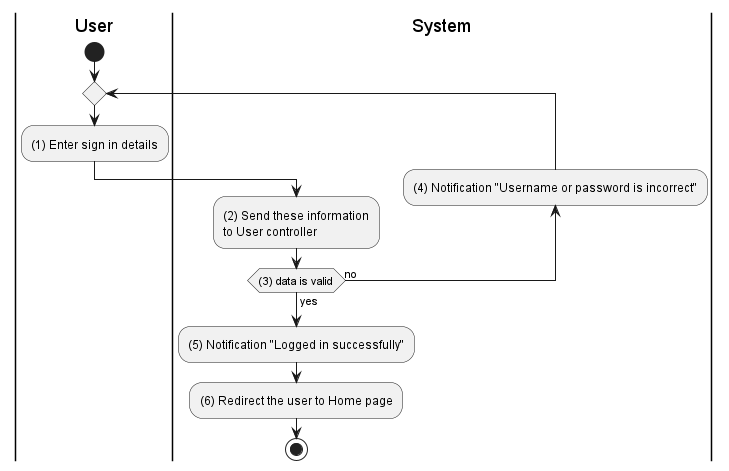 User
System
(1) Enter sign in details
(4) Notification "Username or password is incorrect"
(2) Send these information
to User controller
(3) data is valid
no
yes
(5) Notification "Logged in successfully"
(6) Redirect the user to Home page